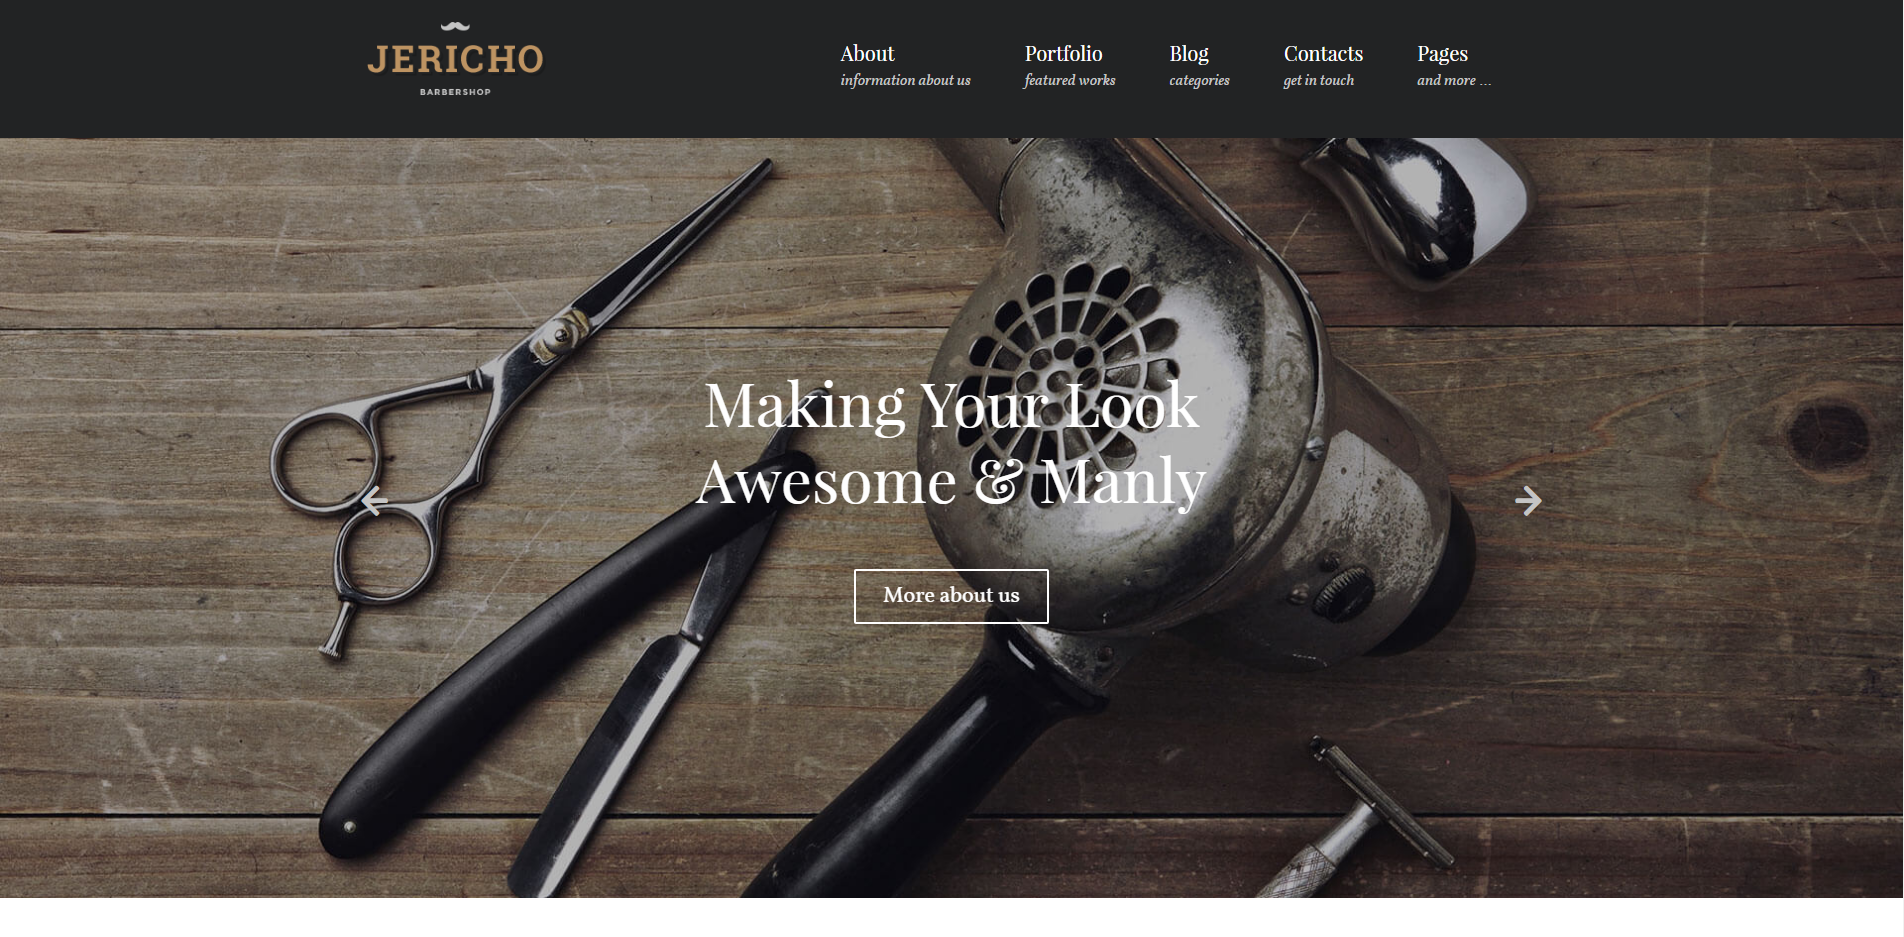 JERICHO
BARBERSHOP
About
information about us
Portfolio
featured works
Blog
categories
Contacts
get in touch
Pages
and more ...
Making Your Look
Awesome & Manly
More about us